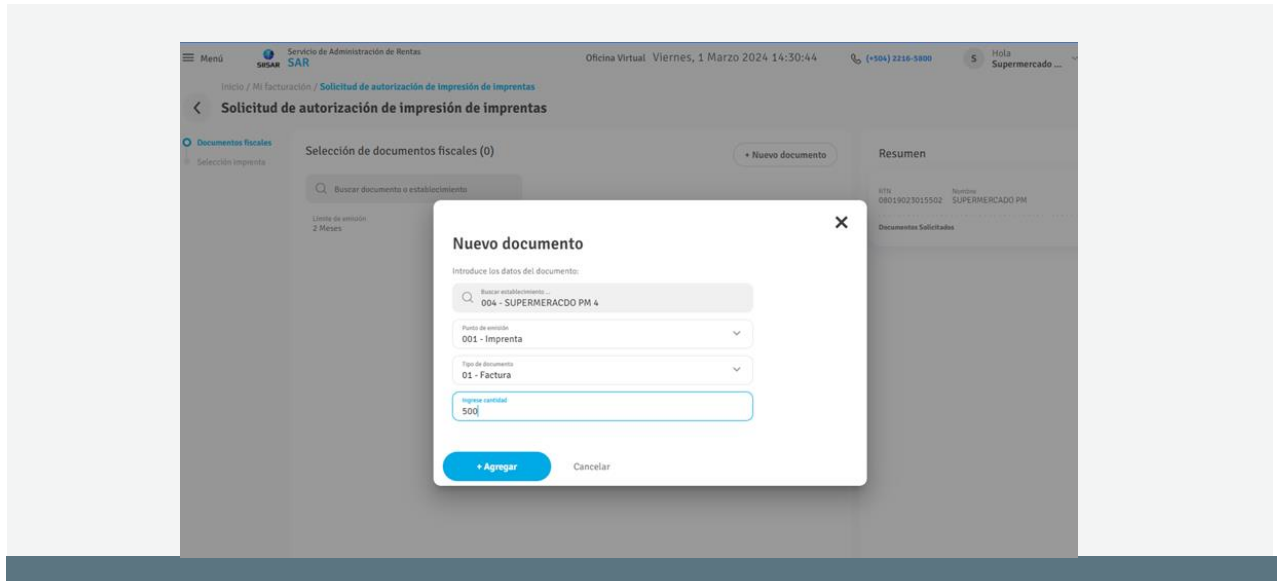 Menú
SIISAR
Servicio de Administración de Rentas
SAR
Oficina Virtual Viernes, 1 Marzo 2024 14:30:44
(+504) 2216-5800
S
Hola
Supermercado ...
Inicio / Mi facturación / Solicitud de autorización de impresión de imprentas
Solicitud de autorización de impresión de imprentas
Documentos fiscales
Selección imprenta
Selección de documentos fiscales (0)
+ Nuevo documento
Buscar documento o establecimiento
Límite de emisión
2 Meses
Resumen
RTN Nombre
08019023015502 SUPERMERCADO PM
Documentos Solicitados
Nuevo documento
Introduce los datos del documento:
Buscar establecimiento ...
004 - SUPERMERACDO PM 4
Punto de emisión
001 - Imprenta
Tipo de documento
01 - Factura
Ingrese cantidad
500
+ Agregar
Cancelar